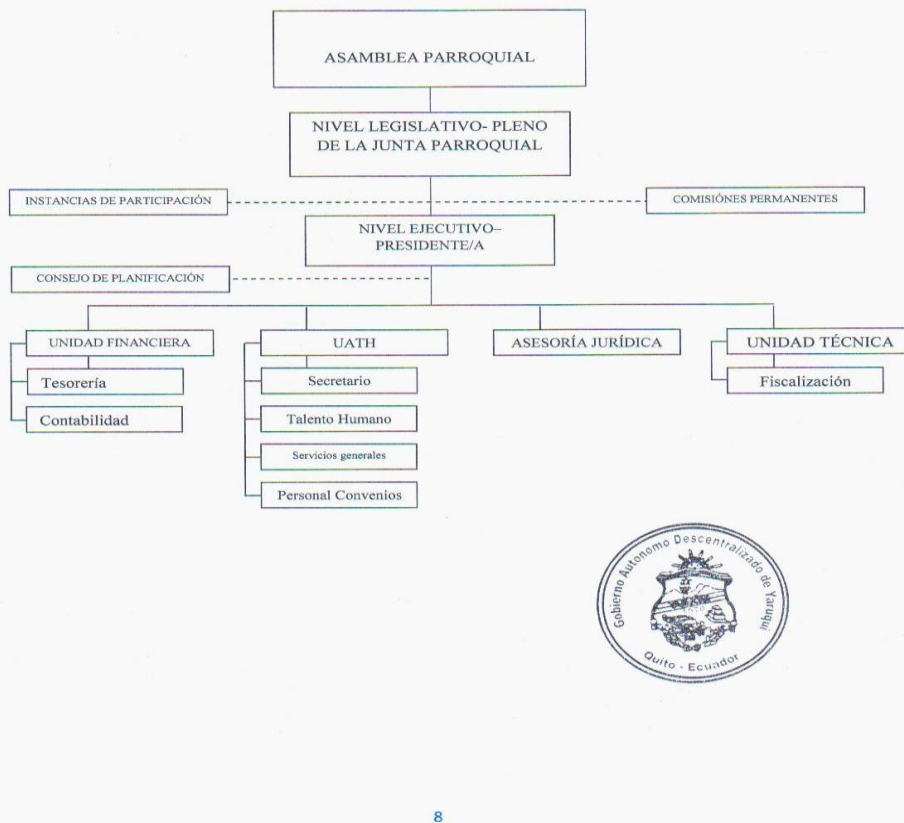 ASAMBLEA PARROQUIAL
NIVEL LEGISLATIVO- PLENO
DE LA JUNTA PARROQUIAL
INSTANCIAS DE PARTICIPACIÓN
COMISIÓNES PERMANENTES
NIVEL EJECUTIVO–
PRESIDENTE/A
CONSEJO DE PLANIFICACIÓN
UNIDAD FINANCIERA
UATH
ASESORÍA JURÍDICA
UNIDAD TÉCNICA
Tesorería
Secretario
Fiscalización
Contabilidad
Talento Humano
Servicios generales
Personal Convenios
Gobierno Autonomo Descentralizado de Yaruqui
Quito - Ecuador
8